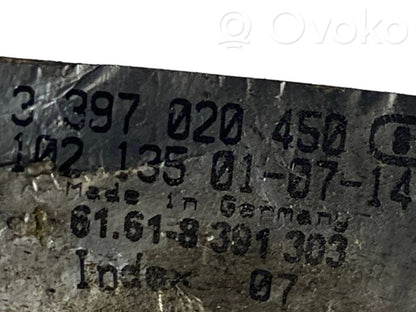 Ovoko
3 397 020 450
102 135 01-07-14
Made in Germany
61.61-8 391 303
Index 07